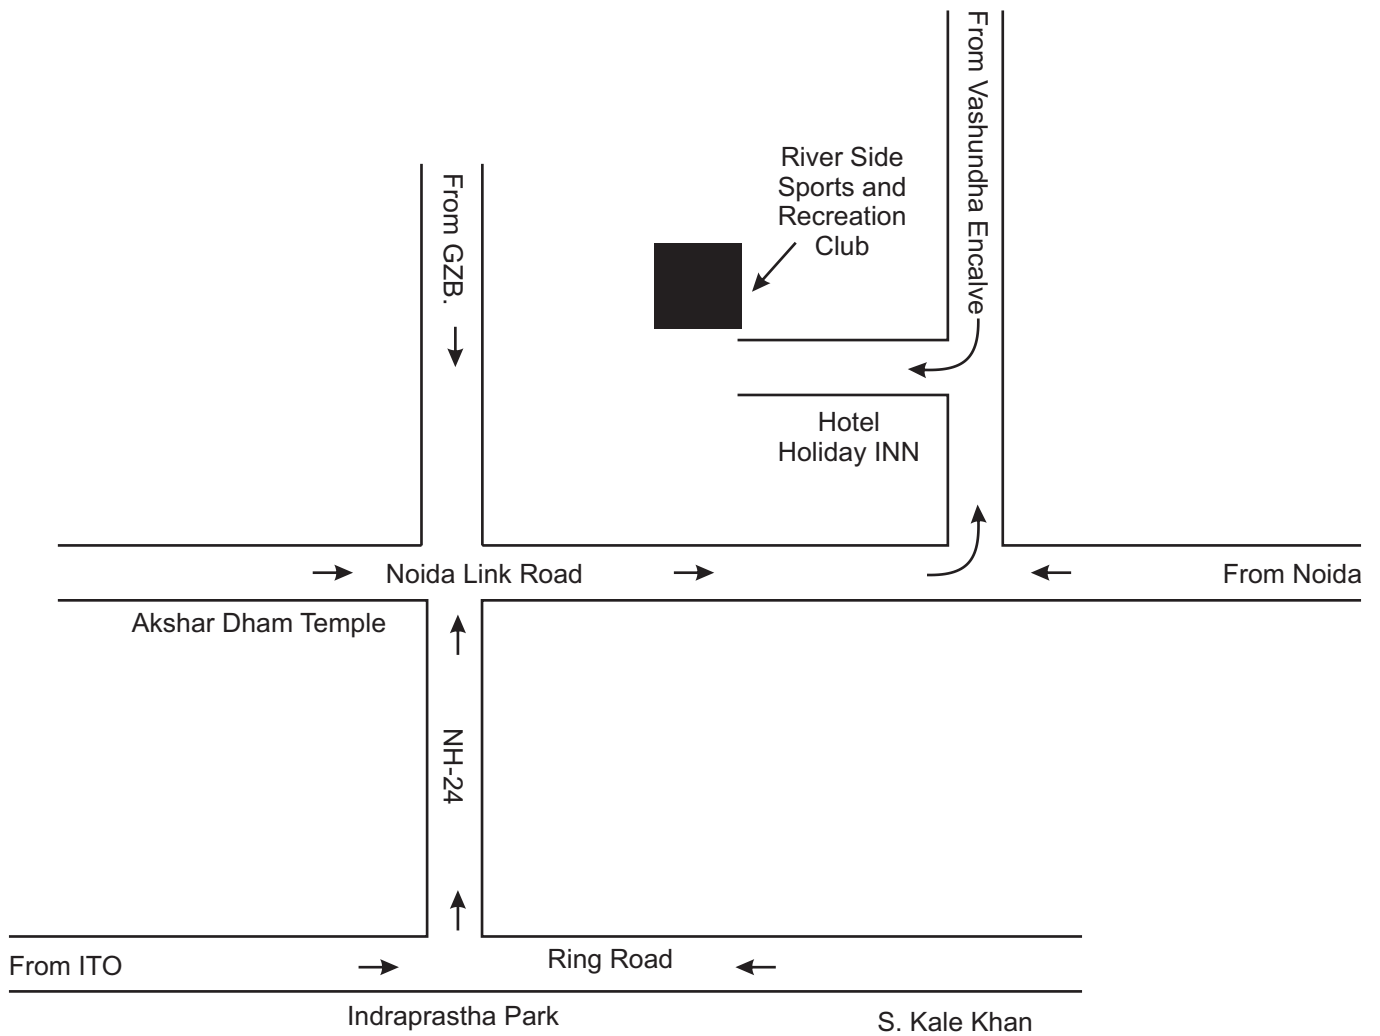 From Vashundha Encalve
River Side
Sports and
Recreation
Club
From GZB.
Hotel
Holiday INN
Noida Link Road
From Noida
Akshar Dham Temple
NH-24
From ITO
Ring Road
Indraprastha Park
S. Kale Khan